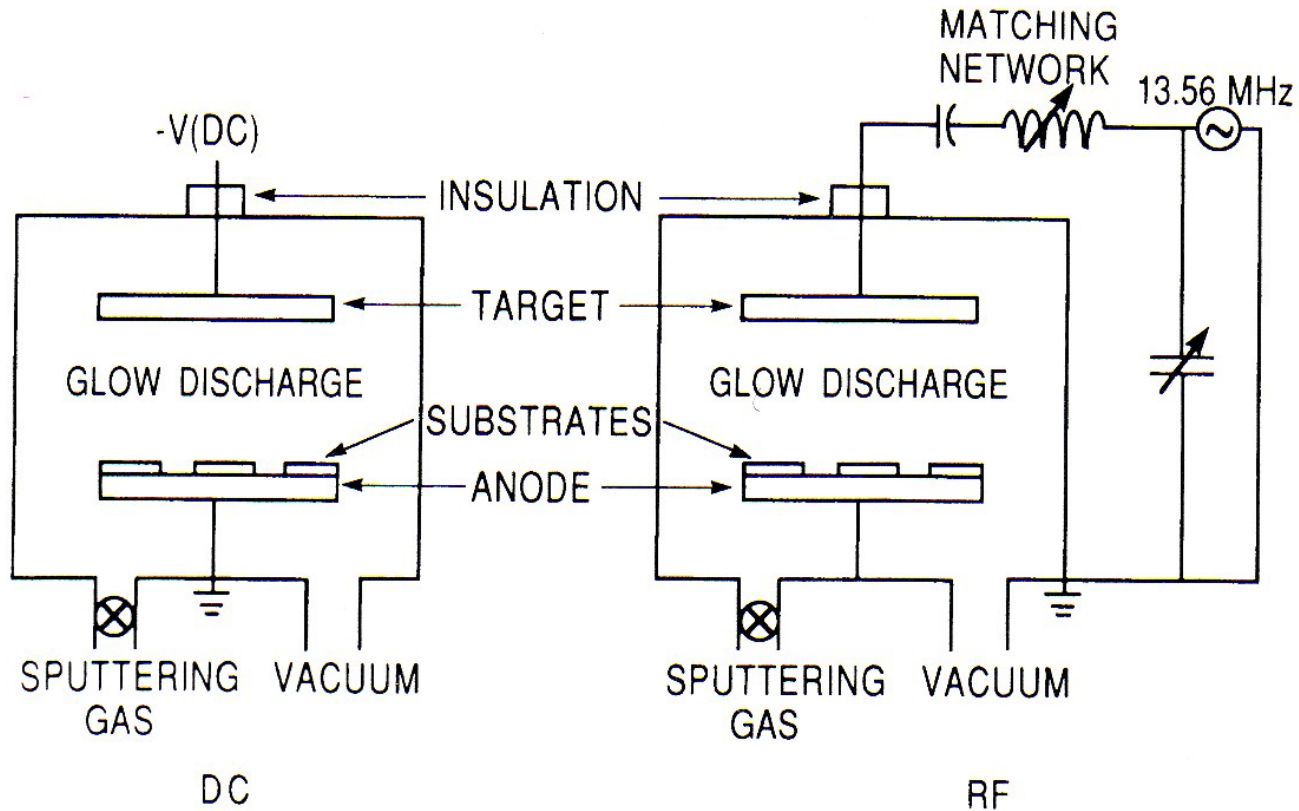 MATCHING
NETWORK
13.56 MHz
-V(DC)
INSULATION
TARGET
GLOW DISCHARGE
GLOW DISCHARGE
SUBSTRATES
ANODE
SPUTTERING
GAS
VACUUM
SPUTTERING
GAS
VACUUM
DC
RF